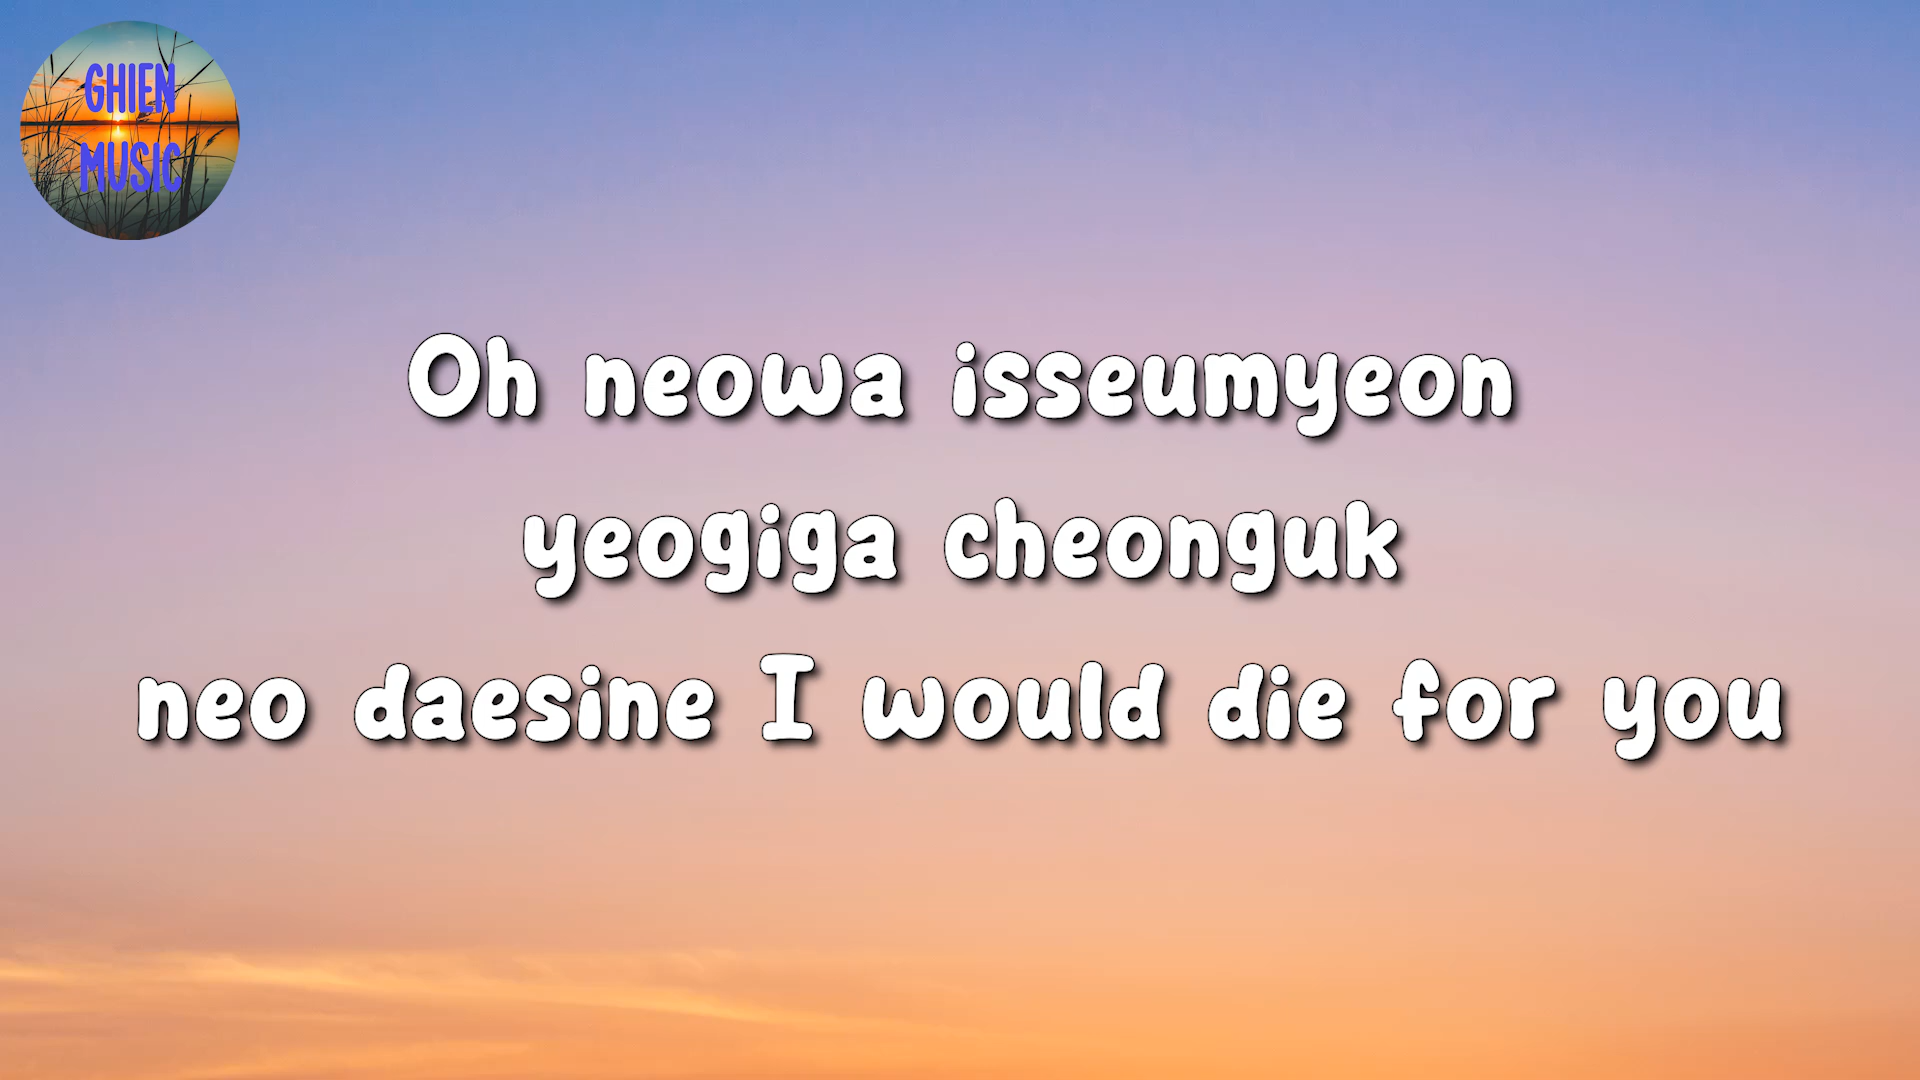 GHIEN
MUSIC
Oh neowa isseumyeon
yeogiga cheonguk
neo daesine I would die for you